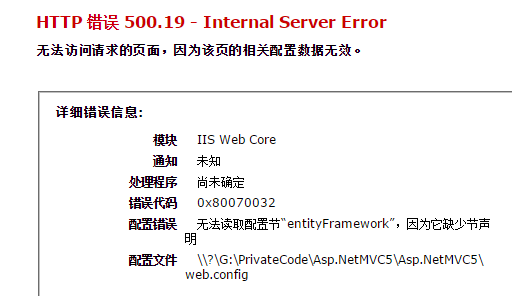 HTTP 错误 500.19 - Internal Server Error
无法访问请求的页面，因为该页的相关配置数据无效。
详细错误信息:
模块 IIS Web Core
通知 未知
处理程序 尚未确定
错误代码 0x80070032
配置错误 无法读取配置节“entityFramework”，因为它缺少节声
明
配置文件 \\?\G:\PrivateCode\Asp.NetMVC5\Asp.NetMVC5\
web.config